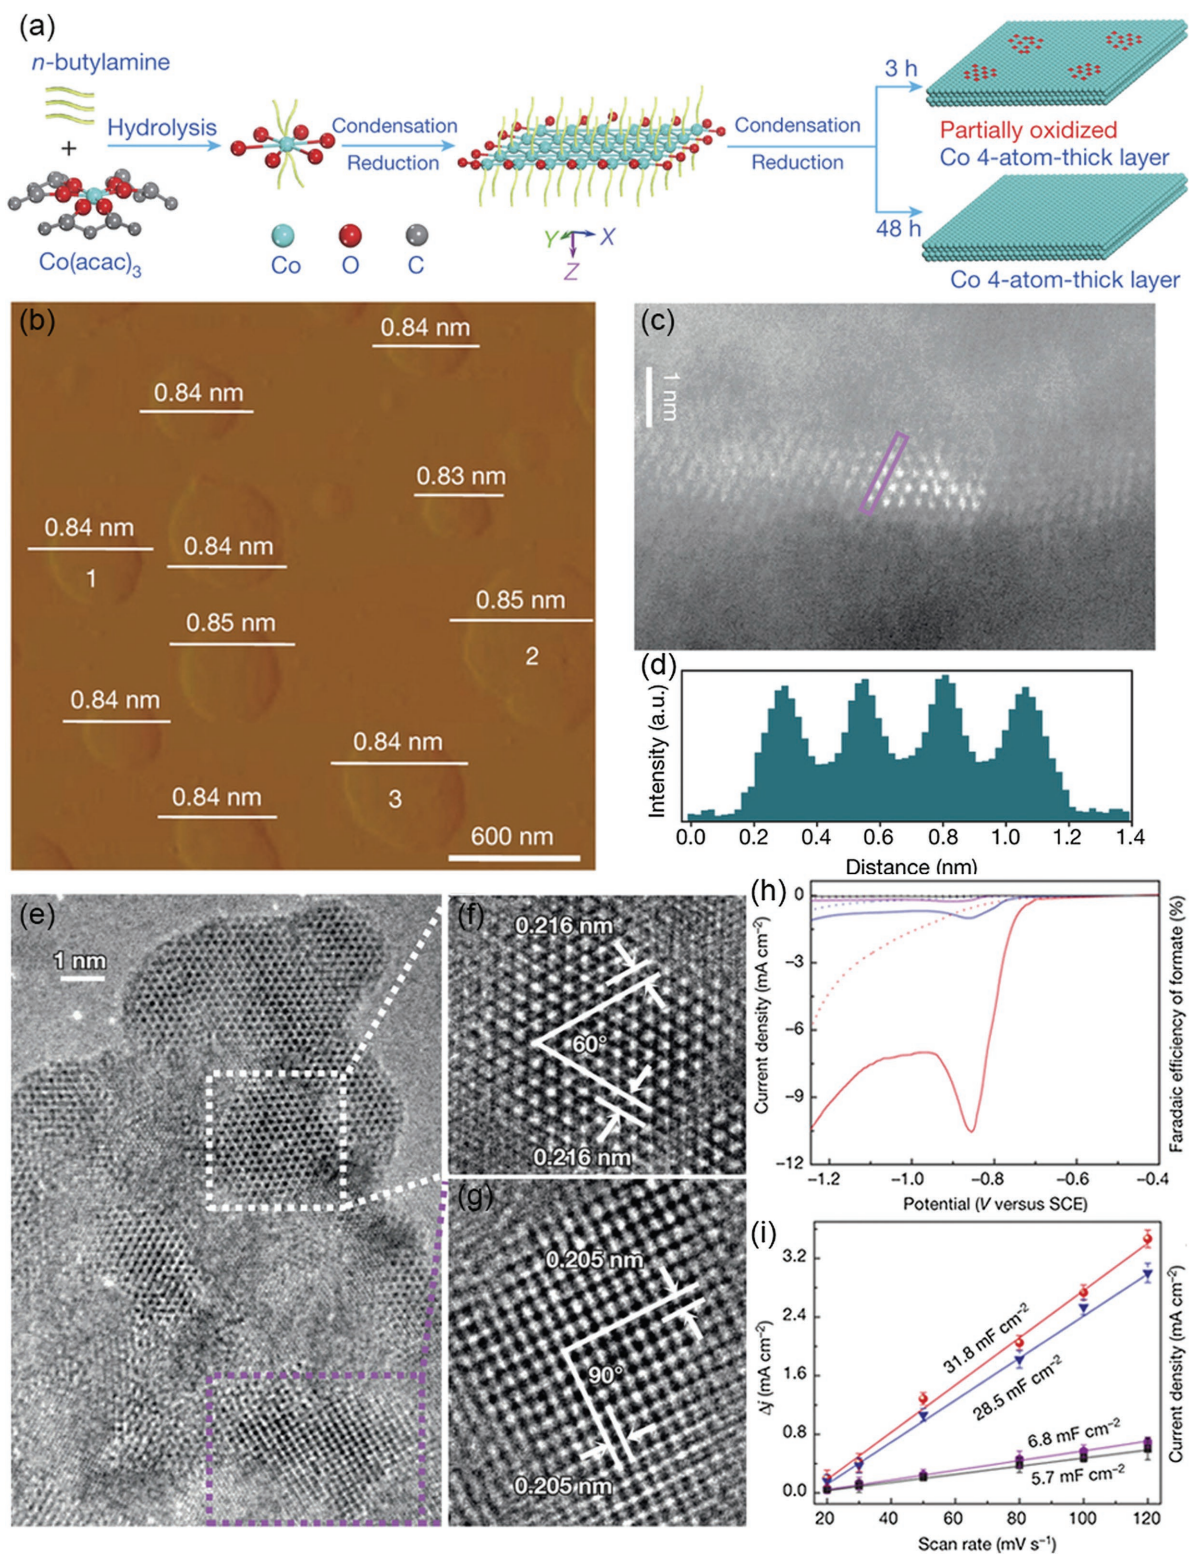 (a)
n-butylamine
+
Co(acac)₃
Hydrolysis
Condensation
Reduction
Co
O
C
Y
X
Z
Condensation
Reduction
3 h
Partially oxidized
Co 4-atom-thick layer
48 h
Co 4-atom-thick layer
(b)
0.84 nm
0.84 nm
0.83 nm
0.84 nm
1
0.84 nm
0.85 nm
2
0.85 nm
0.84 nm
0.84 nm
3
0.84 nm
600 nm
(c)
1 nm
(d)
Intensity (a.u.)
0.0 0.2 0.4 0.6 0.8 1.0 1.2 1.4
Distance (nm)
(e)
1 nm
(f)
0.216 nm
60°
0.216 nm
(g)
0.205 nm
90°
0.205 nm
(h)
Current density (mA cm⁻²)
0
−3
−6
−9
−12
−1.2 −1.0 −0.8 −0.6 −0.4
Potential (V versus SCE)
Faradaic efficiency of formate (%)
(i)
Δj (mA cm⁻²)
3.2
2.4
1.6
0.8
0.0
31.8 mF cm⁻²
28.5 mF cm⁻²
6.8 mF cm⁻²
5.7 mF cm⁻²
20 40 60 80 100 120
Scan rate (mV s⁻¹)
Current density (mA cm⁻²)